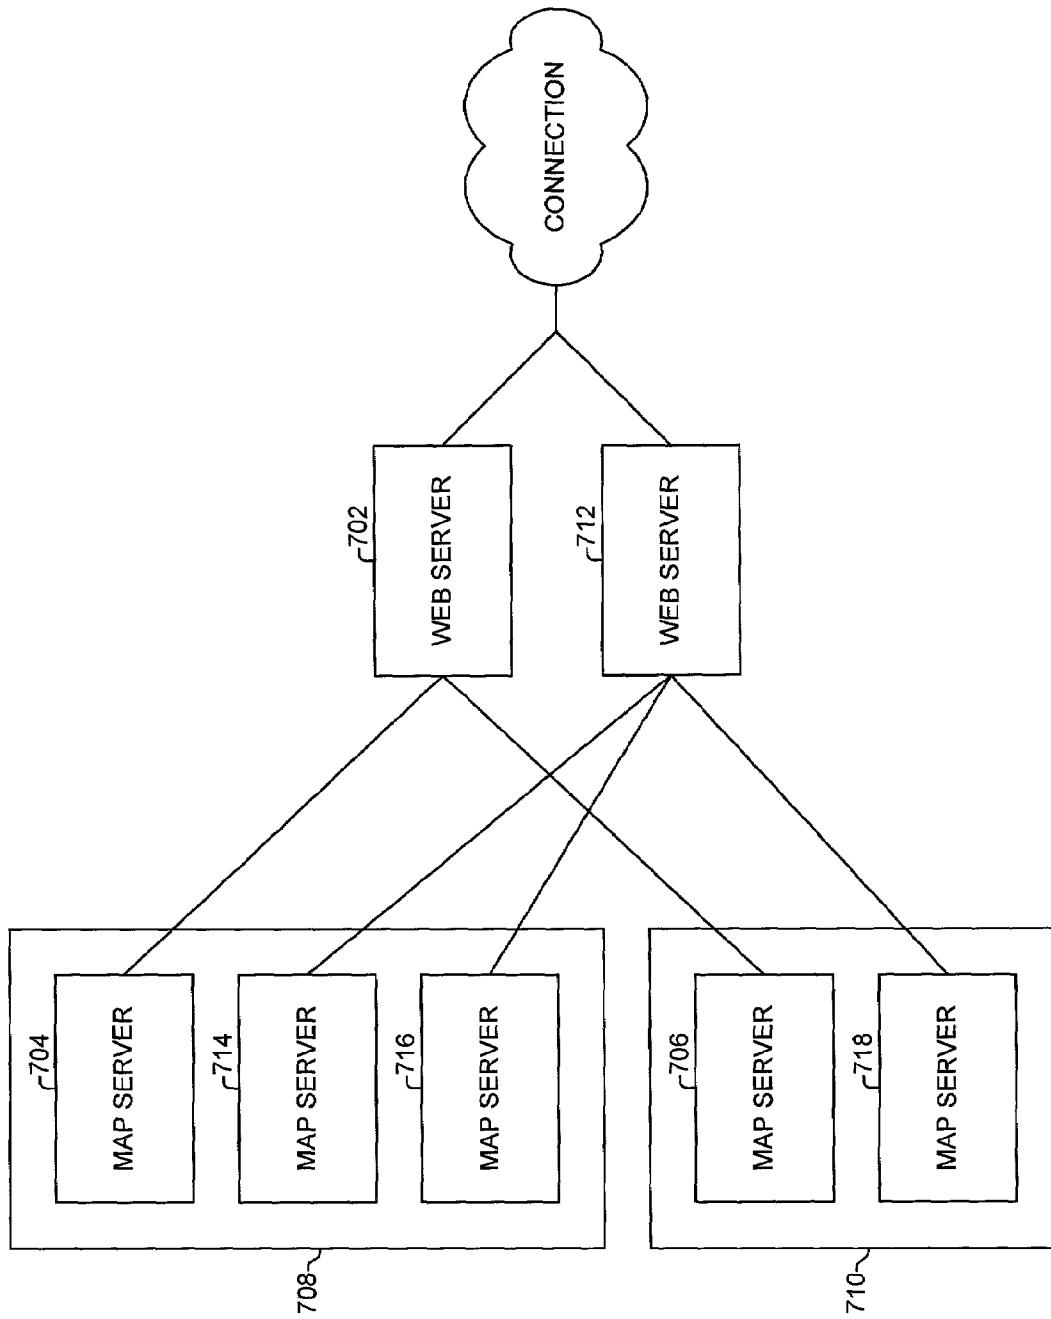 CONNECTION
702
WEB SERVER
712
WEB SERVER
704
MAP SERVER
714
MAP SERVER
716
MAP SERVER
706
MAP SERVER
718
MAP SERVER
708
710